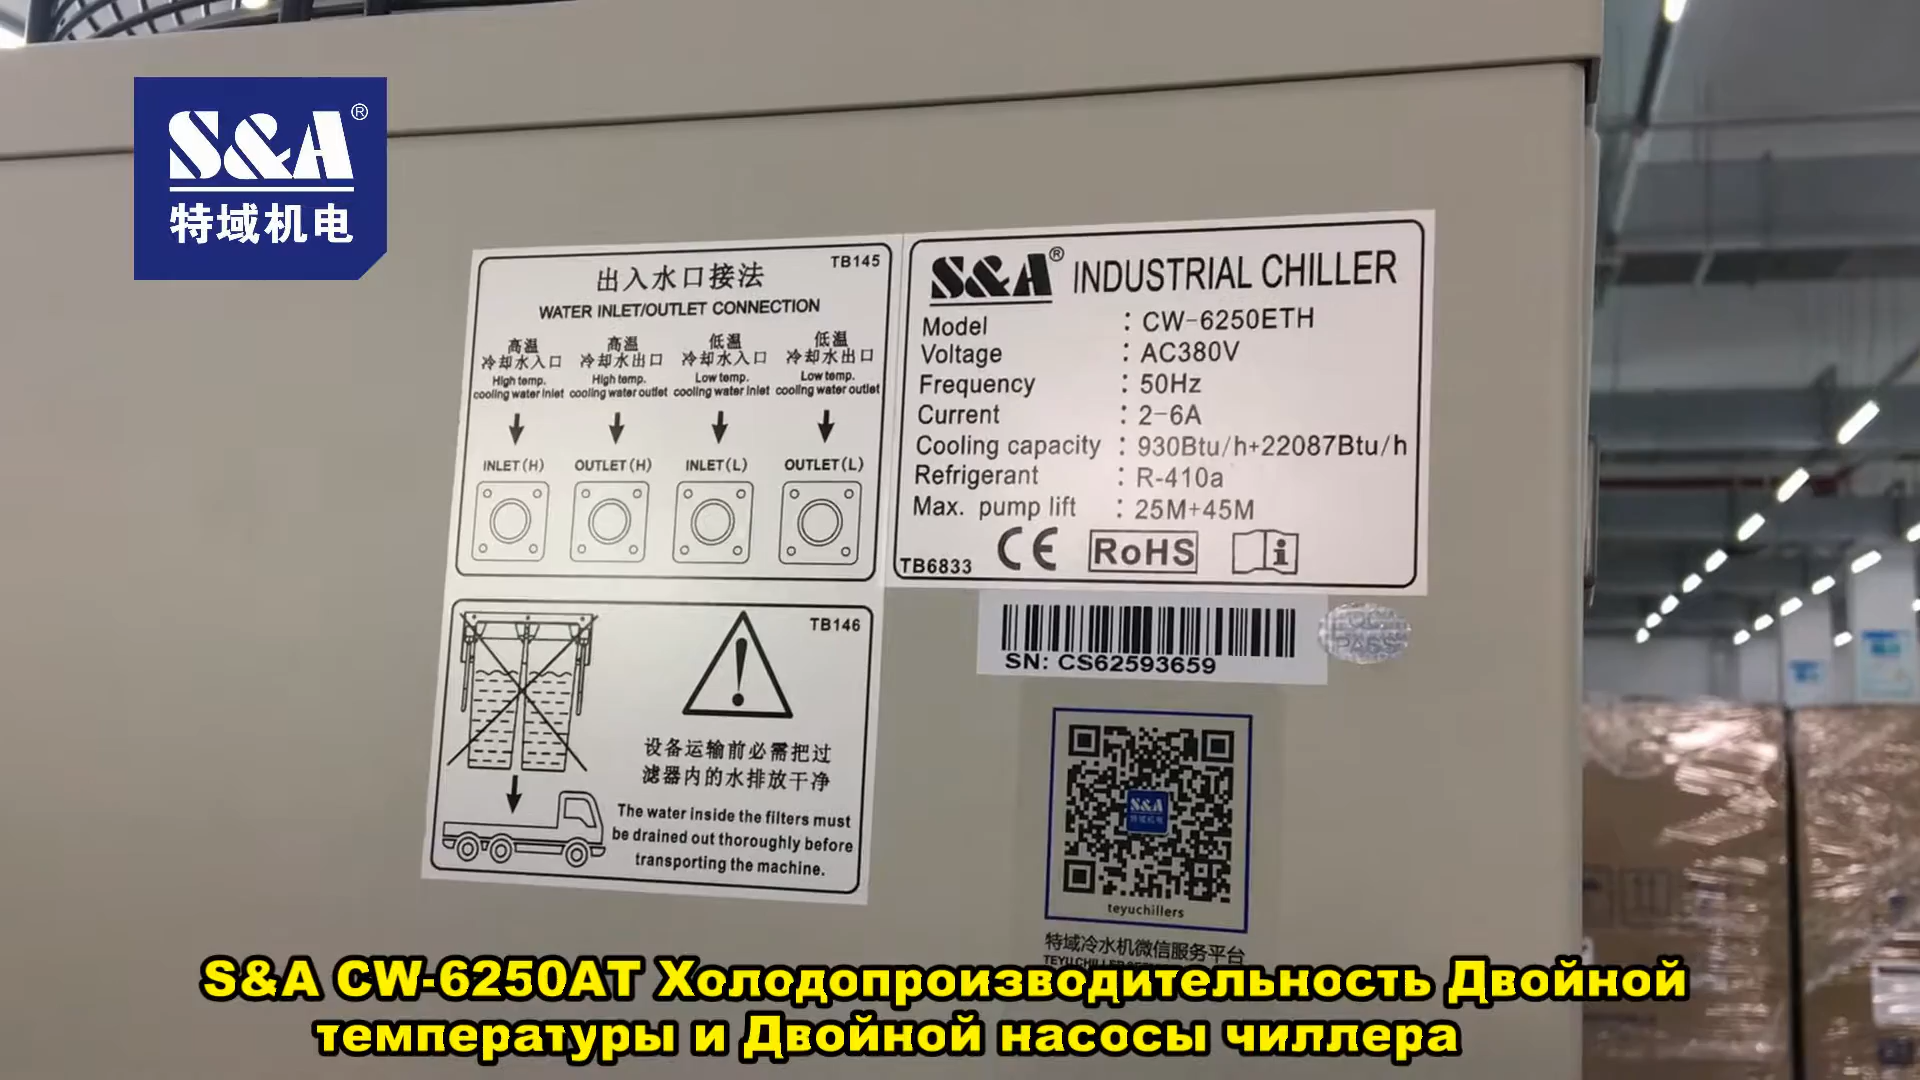 S&A®
特域机电
出入水口接法
TB145
WATER INLET/OUTLET CONNECTION
高温
冷却水入口
High temp.
cooling water inlet
高温
冷却水出口
High temp.
cooling water outlet
低温
冷却水入口
Low temp.
cooling water inlet
低温
冷却水出口
Low temp.
cooling water outlet
INLET(H) OUTLET(H) INLET(L) OUTLET(L)
S&A® INDUSTRIAL CHILLER
Model : CW-6250ETH
Voltage : AC380V
Frequency : 50Hz
Current : 2-6A
Cooling capacity : 930Btu/h+22087Btu/h
Refrigerant : R-410a
Max. pump lift : 25M+45M
TB6833 CE RoHS i
TB146
设备运输前必需把过
滤器内的水排放干净
The water inside the filters must
be drained out thoroughly before
transporting the machine.
SN: CS62593659
QC
PASS
S&A
特域机电
teyuchillers
特域冷水机微信服务平台
S&A CW-6250AT Холодопроизводительность Двойной
температуры и Двойной насосы чиллера